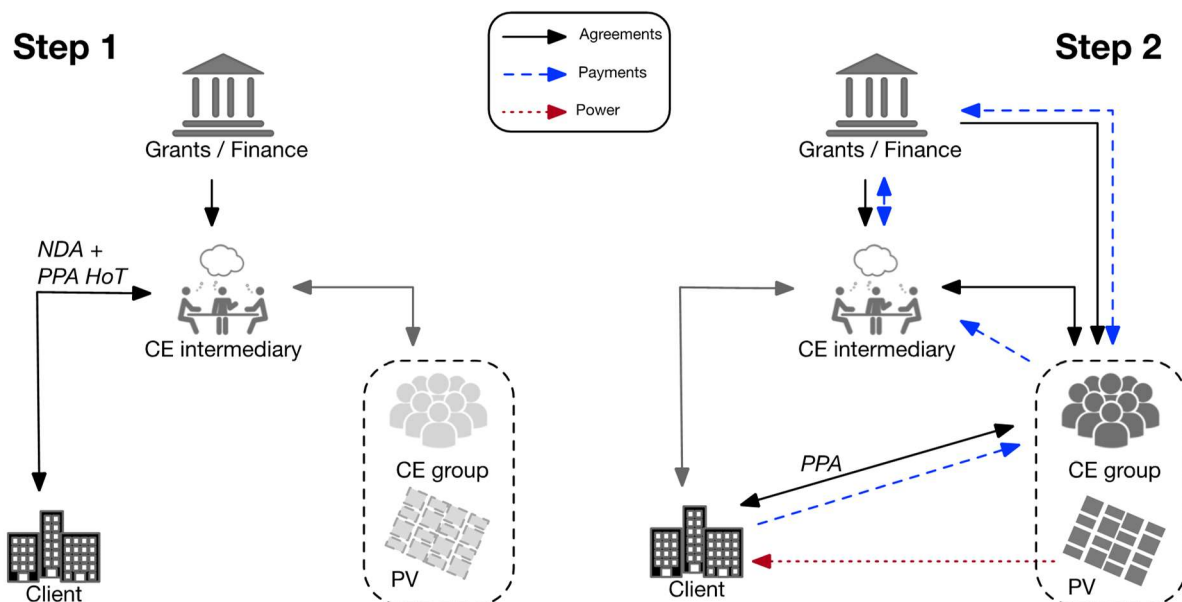 Step 1
Grants / Finance
NDA +
PPA HoT
CE intermediary
CE group
PV
Client
Agreements
Payments
Power
Step 2
Grants / Finance
CE intermediary
PPA
CE group
PV
Client